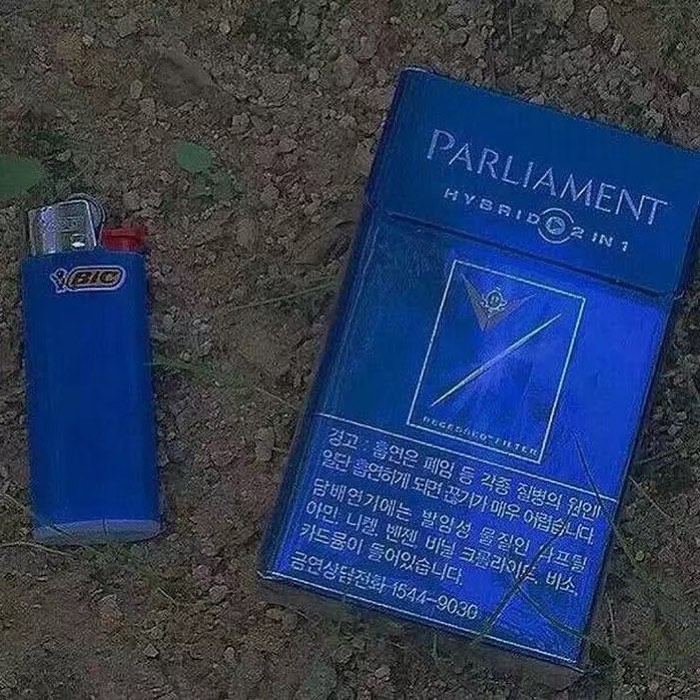 BIC
PARLIAMENT
HYBRID 2 IN 1
RECESSED FILTER
경고 : 흡연은 폐암 등 각종 질병의 원인!
일단 흡연하게 되면 끊기가 매우 어렵습니다.
담배연기에는 발암성 물질인 나프틸
아민, 니켈, 벤젠, 비닐 크롤라이드, 비소,
카드뮴이 들어있습니다.
금연상담전화 1544-9030